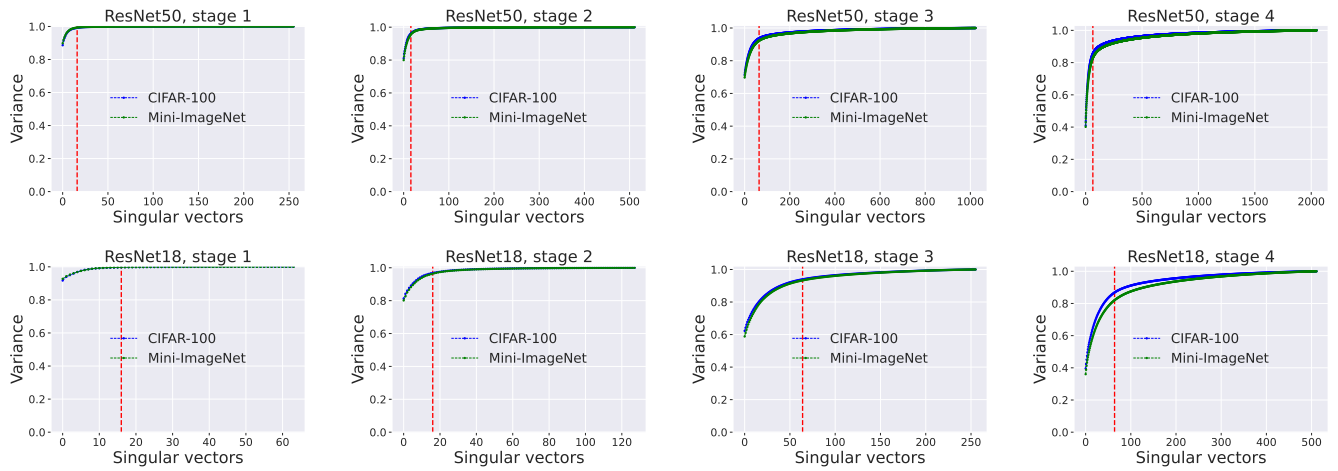 ResNet50, stage 1
1.0
0.8
0.6
0.4
0.2
0.0
Variance
CIFAR-100
Mini-ImageNet
0 50 100 150 200 250
Singular vectors
ResNet50, stage 2
1.0
0.8
0.6
0.4
0.2
0.0
Variance
CIFAR-100
Mini-ImageNet
0 100 200 300 400 500
Singular vectors
ResNet50, stage 3
1.0
0.8
0.6
0.4
0.2
0.0
Variance
CIFAR-100
Mini-ImageNet
0 200 400 600 800 1000
Singular vectors
ResNet50, stage 4
1.0
0.8
0.6
0.4
0.2
0.0
Variance
CIFAR-100
Mini-ImageNet
0 500 1000 1500 2000
Singular vectors
ResNet18, stage 1
1.0
0.8
0.6
0.4
0.2
0.0
Variance
CIFAR-100
Mini-ImageNet
0 10 20 30 40 50 60
Singular vectors
ResNet18, stage 2
1.0
0.8
0.6
0.4
0.2
0.0
Variance
CIFAR-100
Mini-ImageNet
0 20 40 60 80 100 120
Singular vectors
ResNet18, stage 3
1.0
0.8
0.6
0.4
0.2
0.0
Variance
CIFAR-100
Mini-ImageNet
0 50 100 150 200 250
Singular vectors
ResNet18, stage 4
1.0
0.8
0.6
0.4
0.2
0.0
Variance
CIFAR-100
Mini-ImageNet
0 100 200 300 400 500
Singular vectors